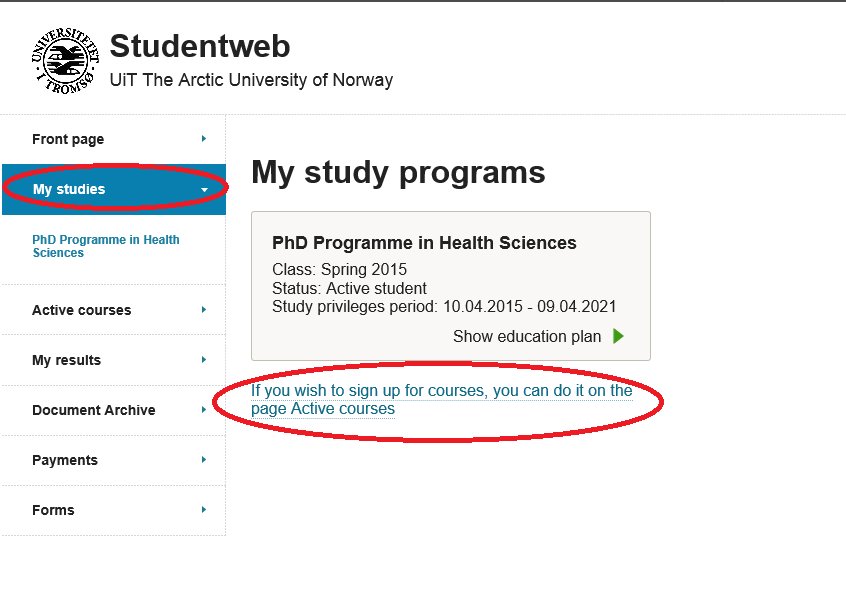 UNIVERSITETET I TROMSØ
Studentweb
UiT The Arctic University of Norway
Front page
My studies
PhD Programme in Health
Sciences
Active courses
My results
Document Archive
Payments
Forms
My study programs
PhD Programme in Health Sciences
Class: Spring 2015
Status: Active student
Study privileges period: 10.04.2015 - 09.04.2021
Show education plan
If you wish to sign up for courses, you can do it on the
page Active courses